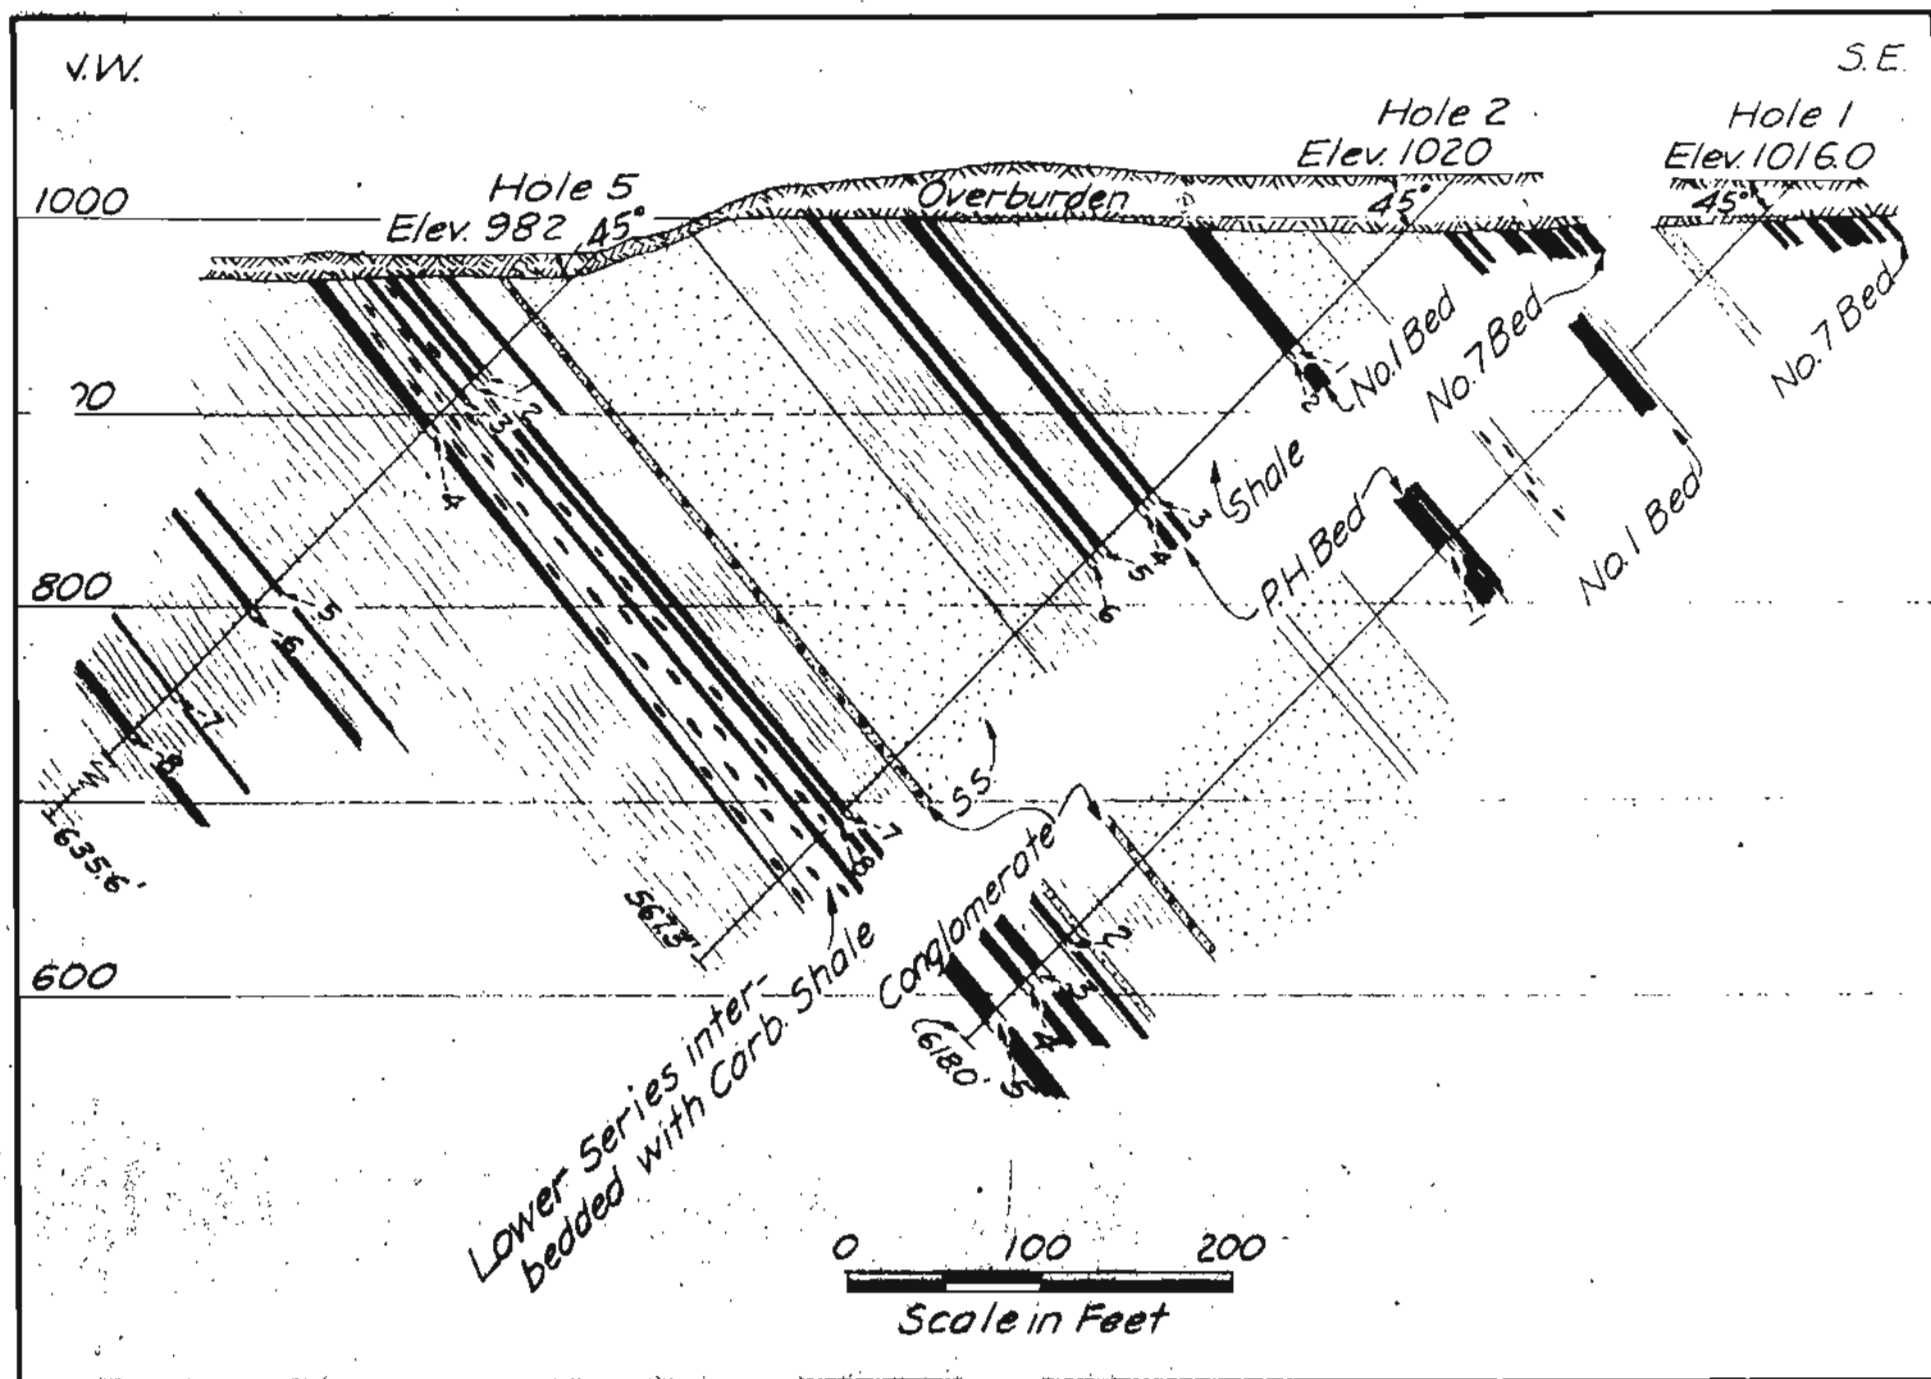 N.W.
S.E.
Hole 2
Elev. 1020
45°
Hole 1
Elev. 1016.0
45°
Hole 5
Elev. 982
45°
Overburden
1000
800
600
No. 1 Bed
No. 7 Bed
No. 7 Bed
No. 1 Bed
Shale
P.H. Bed
SS
Conglomerate
Lower Series inter-
bedded with Carb. Shale
2
3
4
5
6
7
8
2
3
4
5
6
7
8
2
3
4
5
635.6'
567.3'
618.0'
0 100 200
Scale in Feet